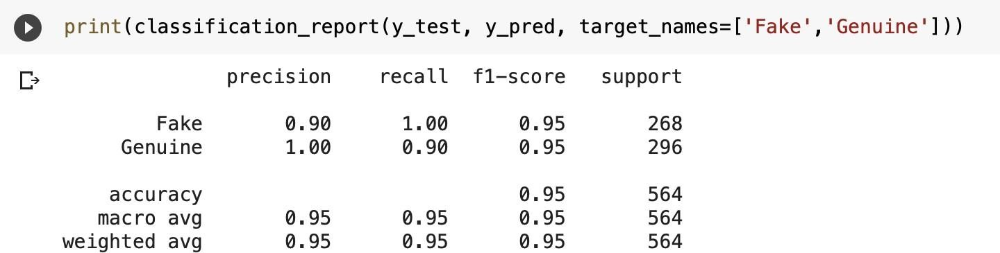 print(classification_report(y_test, y_pred, target_names=['Fake','Genuine']))
precision recall f1-score support
Fake 0.90 1.00 0.95 268
Genuine 1.00 0.90 0.95 296
accuracy 0.95 564
macro avg 0.95 0.95 0.95 564
weighted avg 0.95 0.95 0.95 564